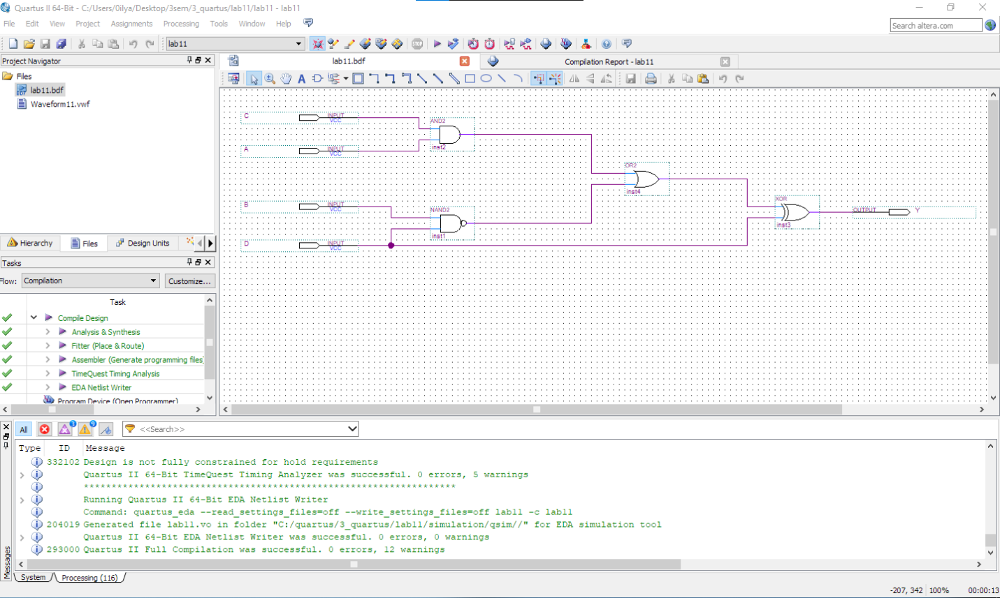 Quartus II 64-Bit - C:/Users/0ilya/Desktop/3sem/3_quartus/lab11/lab11 - lab11
File Edit View Project Assignments Processing Tools Window Help
Search altera.com
lab11
STOP
Project Navigator
lab11.bdf
Compilation Report - lab11
Files
lab11.bdf
Waveform11.vwf
Hierarchy Files Design Units
Tasks
Flow: Compilation Customize...
Task
Compile Design
Analysis & Synthesis
Fitter (Place & Route)
Assembler (Generate programming files)
TimeQuest Timing Analysis
EDA Netlist Writer
Program Device (Open Programmer)
C INPUT
VCC
AND2
inst2
A INPUT
VCC
OR2
inst4
B INPUT
VCC
NAND2
inst1
D INPUT
VCC
XOR
inst3
OUTPUT Y
All 3 9 <<Search>>
Type ID Message
332102 Design is not fully constrained for hold requirements
Quartus II 64-Bit TimeQuest Timing Analyzer was successful. 0 errors, 5 warnings
*******************************************************************
Running Quartus II 64-Bit EDA Netlist Writer
Command: quartus_eda --read_settings_files=off --write_settings_files=off lab11 -c lab11
204019 Generated file lab11.vo in folder "C:/quartus/3_quartus/lab11/simulation/qsim//" for EDA simulation tool
Quartus II 64-Bit EDA Netlist Writer was successful. 0 errors, 0 warnings
293000 Quartus II Full Compilation was successful. 0 errors, 12 warnings
Messages
System Processing (116)
-207, 342 100% 00:00:13